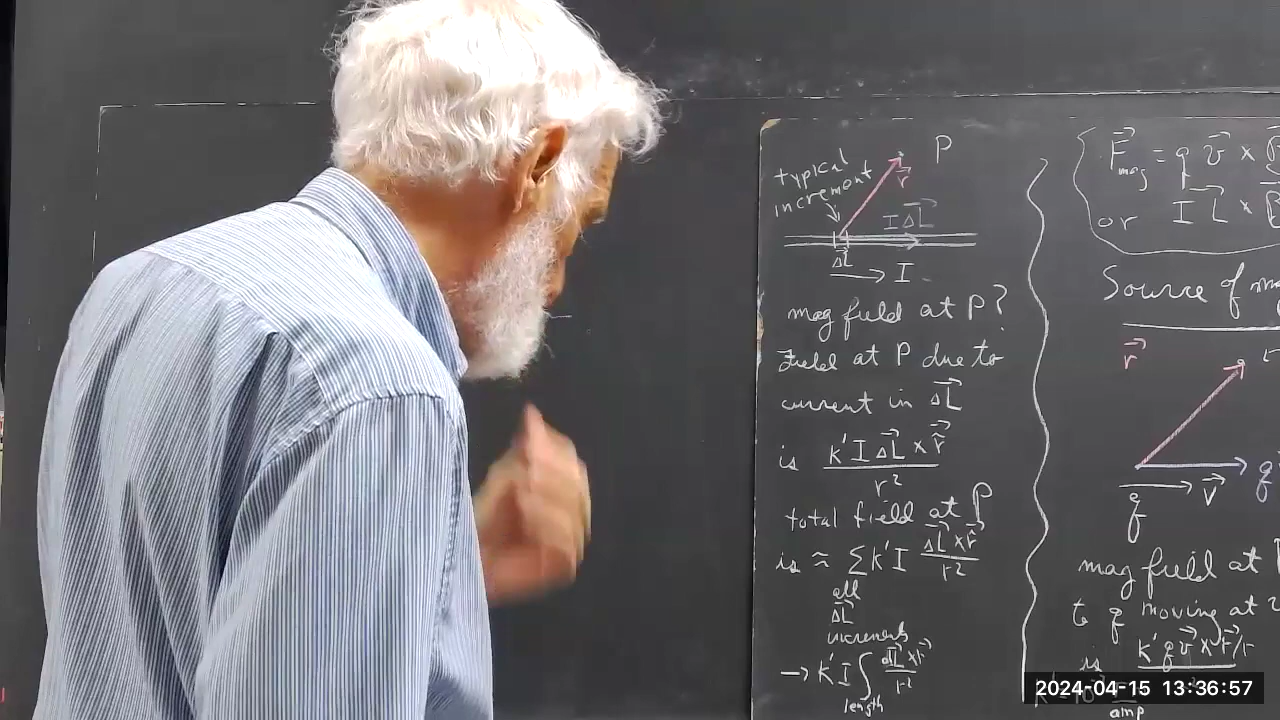 typical
increment
P
r⃗
IΔL⃗
ΔL⃗
I
mag field at P?
Field at P due to
current in ΔL⃗
is k'IΔL⃗ × r⃗
r²
total field at P
is ≈ Σ k'I ΔL⃗ × r⃗
r²
all
ΔL⃗
increments
→ k'I ∫ dL⃗ × r⃗
r²
length
F⃗mag = q v⃗ ×
or I L⃗ ×
Source of
r⃗
q
v⃗
q
mag field at
to q moving at
is k' q v⃗ × r⃗/r
amp
2024-04-15 13:36:57